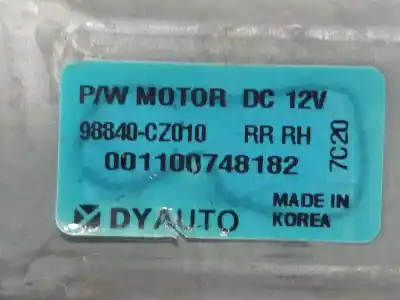 P/W MOTOR DC 12V
98840-CZ010 RR RH
001100748182
7C20
DYAUTO
MADE IN
KOREA